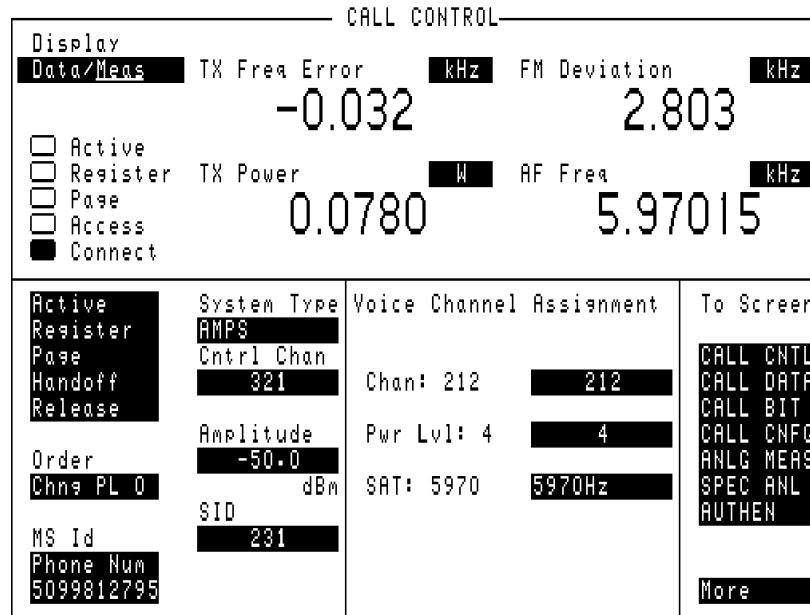 CALL CONTROL
Display
Data/Meas
TX Freq Error
kHz
FM Deviation
kHz
-0.032
2.803
Active
Register
Page
Access
Connect
TX Power
W
AF Freq
kHz
0.0780
5.97015
Active
Register
Page
Handoff
Release
Order
Chng PL 0
MS Id
Phone Num
5099812795
System Type
AMPS
Cntrl Chan
321
Amplitude
-50.0
dBm
SID
231
Voice Channel Assignment
Chan: 212
212
Pwr Lvl: 4
4
SAT: 5970
5970Hz
To Screen
CALL CNTL
CALL DATA
CALL BIT
CALL CNFG
ANLG MEAS
SPEC ANL
AUTHEN
More